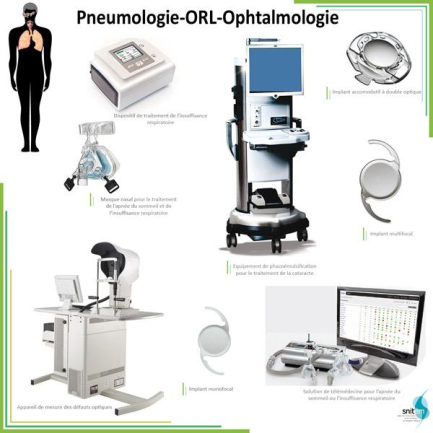 Pneumologie-ORL-Ophtalmologie
Dispositif de traitement de l'insuffisance
respiratoire
Implant accomodatif à double optique
Masque nasal pour le traitement
de l'apnée du sommeil et de
l'insuffisance respiratoire
Implant multifocal
Equipement de phacoémulsification
pour le traitement de la cataracte
Implant monofocal
Solution de télémédecine pour l'apnée du
sommeil ou l'insuffisance respiratoire
Appareil de mesure des défauts optiques
snitem